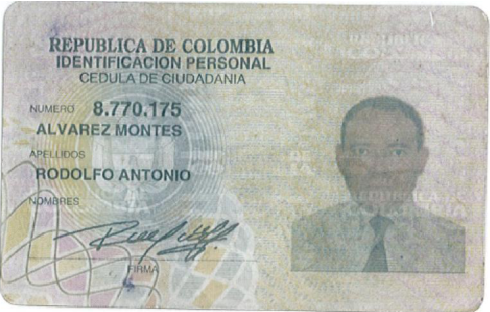 REPUBLICA DE COLOMBIA
IDENTIFICACION PERSONAL
CEDULA DE CIUDADANIA
NUMERO 8.770.175
ALVAREZ MONTES
APELLIDOS
RODOLFO ANTONIO
NOMBRES
FIRMA